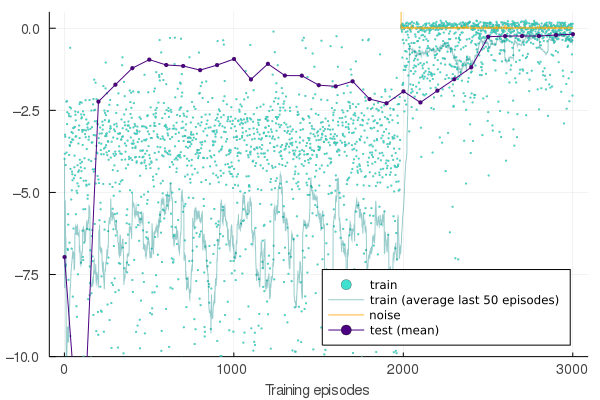 0.0
−2.5
−5.0
−7.5
−10.0
train
train (average last 50 episodes)
noise
test (mean)
0 1000 2000 3000
Training episodes